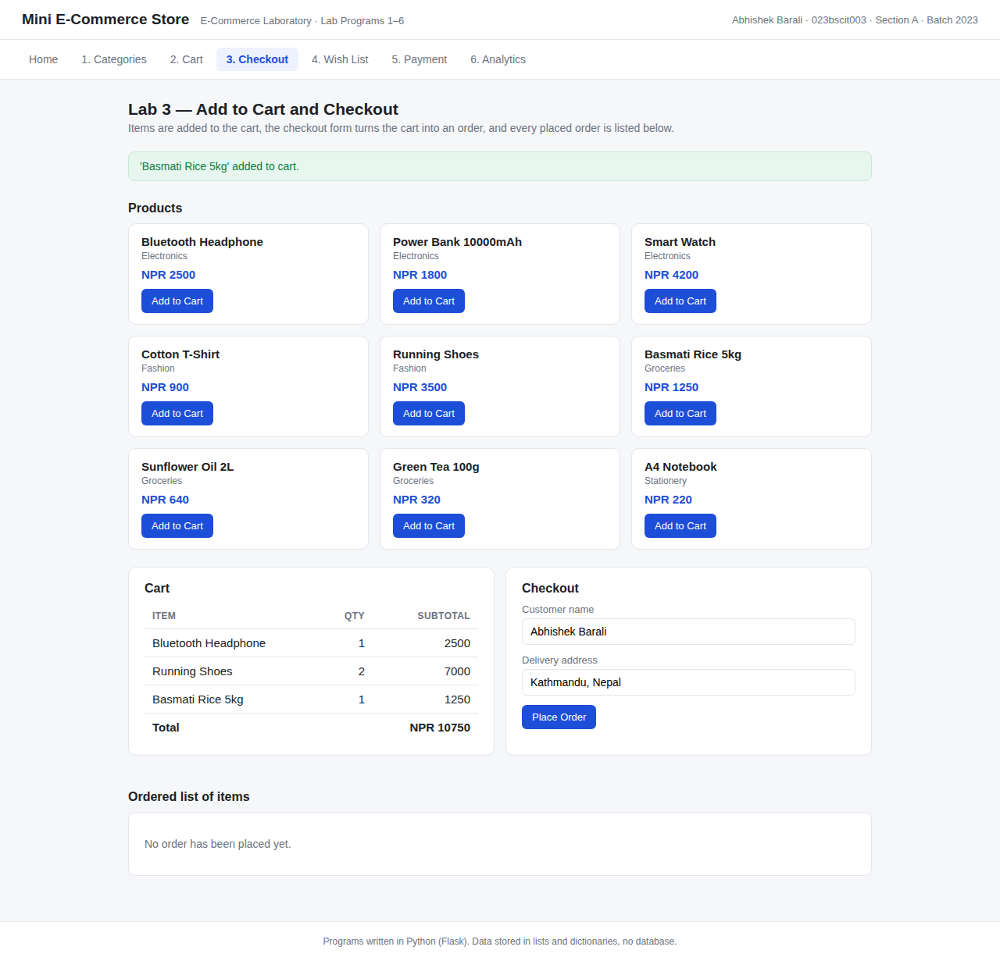 Mini E-Commerce Store E-Commerce Laboratory · Lab Programs 1–6 Abhishek Barali · 023bscit003 · Section A · Batch 2023
Home 1. Categories 2. Cart 3. Checkout 4. Wish List 5. Payment 6. Analytics
Lab 3 — Add to Cart and Checkout
Items are added to the cart, the checkout form turns the cart into an order, and every placed order is listed below.
'Basmati Rice 5kg' added to cart.
Products
Bluetooth Headphone
Electronics
NPR 2500
Add to Cart
Power Bank 10000mAh
Electronics
NPR 1800
Add to Cart
Smart Watch
Electronics
NPR 4200
Add to Cart
Cotton T-Shirt
Fashion
NPR 900
Add to Cart
Running Shoes
Fashion
NPR 3500
Add to Cart
Basmati Rice 5kg
Groceries
NPR 1250
Add to Cart
Sunflower Oil 2L
Groceries
NPR 640
Add to Cart
Green Tea 100g
Groceries
NPR 320
Add to Cart
A4 Notebook
Stationery
NPR 220
Add to Cart
Cart
ITEM QTY SUBTOTAL
Bluetooth Headphone 1 2500
Running Shoes 2 7000
Basmati Rice 5kg 1 1250
Total NPR 10750
Checkout
Customer name
Abhishek Barali
Delivery address
Kathmandu, Nepal
Place Order
Ordered list of items
No order has been placed yet.
Programs written in Python (Flask). Data stored in lists and dictionaries, no database.